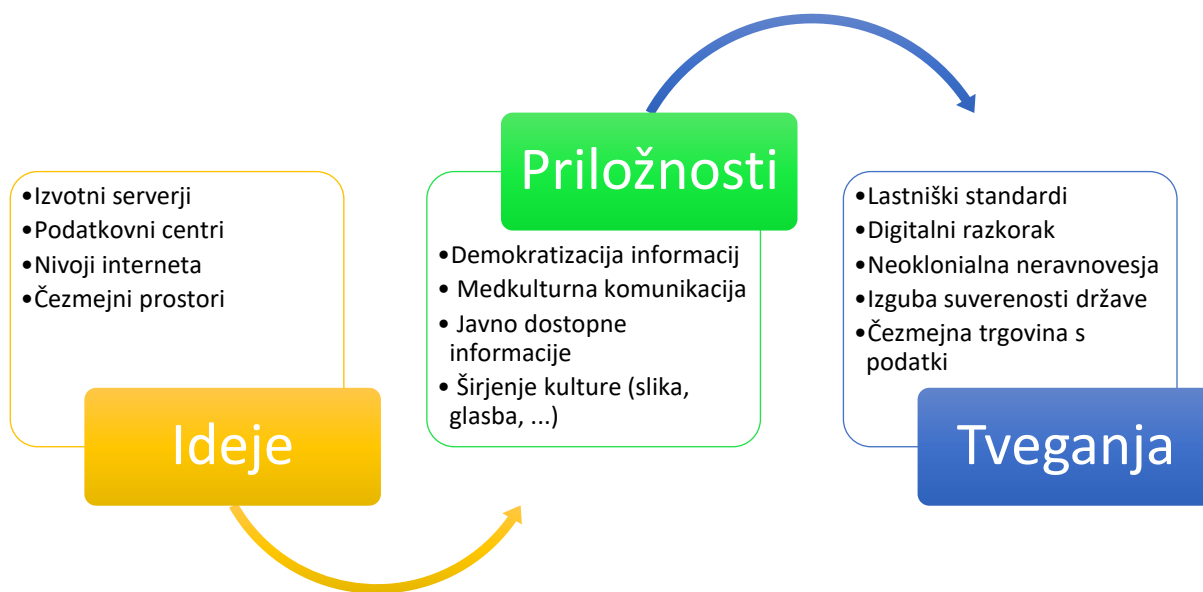 •Izvotni serverji
•Podatkovni centri
•Nivoji interneta
•Čezmejni prostori
Ideje
Priložnosti
•Demokratizacija informacij
• Medkulturna komunikacija
• Javno dostopne
informacije
• Širjenje kulture (slika,
glasba, ...)
•Lastniški standardi
•Digitalni razkorak
•Neoklonialna neravnovesja
•Izguba suverenosti države
•Čezmejna trgovina s
podatki
Tveganja